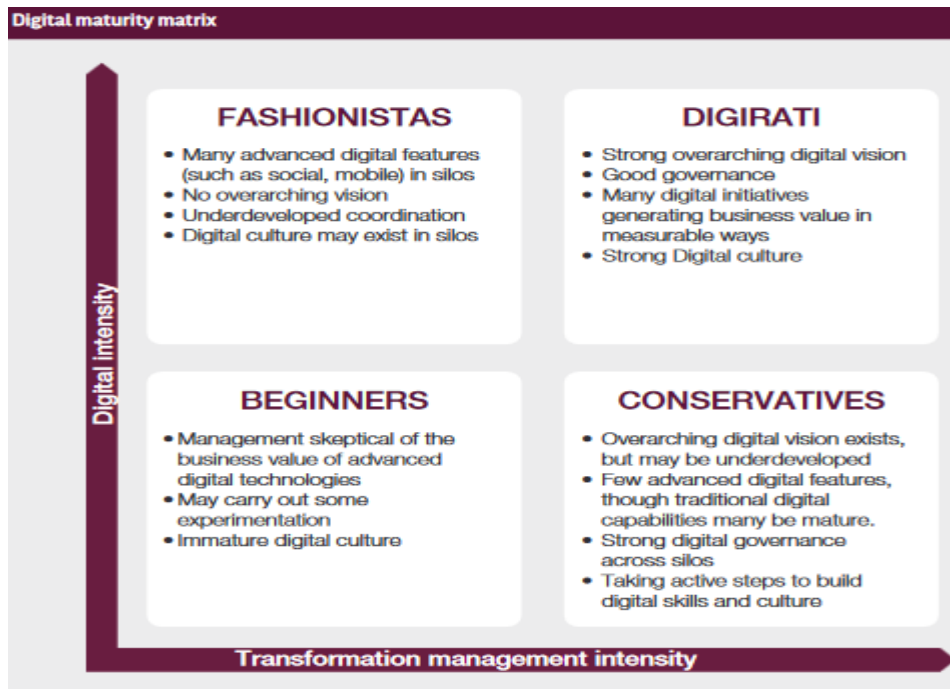 Digital maturity matrix
Digital intensity
FASHIONISTAS
• Many advanced digital features
(such as social, mobile) in silos
• No overarching vision
• Underdeveloped coordination
• Digital culture may exist in silos
DIGIRATI
• Strong overarching digital vision
• Good governance
• Many digital initiatives
generating business value in
measurable ways
• Strong Digital culture
BEGINNERS
• Management skeptical of the
business value of advanced
digital technologies
• May carry out some
experimentation
• Immature digital culture
CONSERVATIVES
• Overarching digital vision exists,
but may be underdeveloped
• Few advanced digital features,
though traditional digital
capabilities many be mature.
• Strong digital governance
across silos
• Taking active steps to build
digital skills and culture
Transformation management intensity